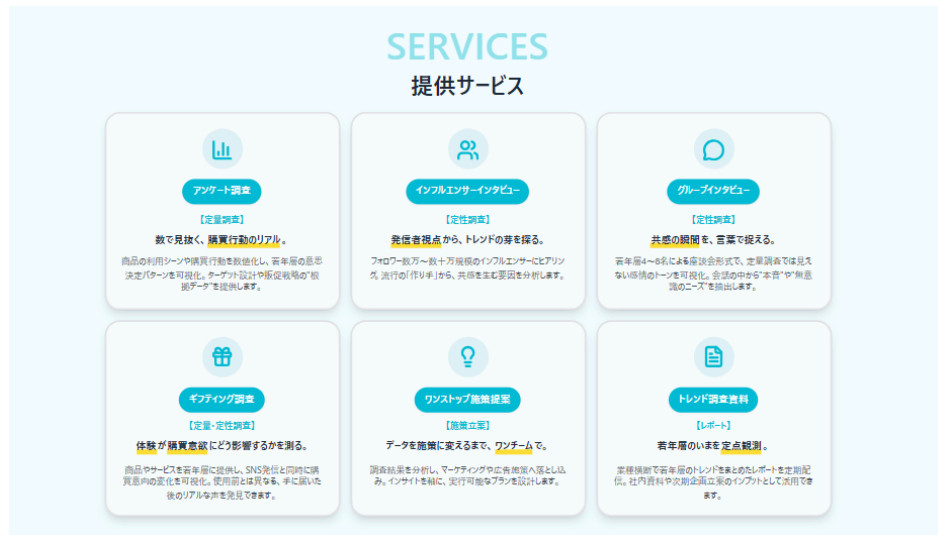 SERVICES
提供サービス
アンケート調査
【定量調査】
数で見抜く、購買行動のリアル。
商品の利用シーンや購買行動を数値化し、若年層の意思
決定パターンを可視化。ターゲット設計や販促戦略の“根
拠データ”を提供します。
インフルエンサーインタビュー
【定性調査】
発信者視点から、トレンドの芽を探る。
フォロワー数万～数十万規模のインフルエンサーにヒアリン
グ。流行の「作り手」から、共感を生む要因を分析します。
グループインタビュー
【定性調査】
共感の瞬間を、言葉で捉える。
若年層4～8名による座談会形式で、定量調査では見え
ない感情のトーンを可視化。会話の中から“本音”や“無意
識のニーズ”を抽出します。
ギフティング調査
【定量・定性調査】
体験が購買意欲にどう影響するかを測る。
商品やサービスを若年層に提供し、SNS発信と同時に購
買意向の変化を可視化。使用前とは異なる、手に届いた
後のリアルな声を発見できます。
ワンストップ施策提案
【施策立案】
データを施策に変えるまで、ワンチームで。
調査結果を分析し、マーケティングや広告施策へ落とし込
み。インサイトを軸に、実行可能なプランを設計します。
トレンド調査資料
【レポート】
若年層のいまを定点観測。
業種横断で若年層のトレンドをまとめたレポートを定期配
信。社内資料や次期企画立案のインプットとして活用でき
ます。